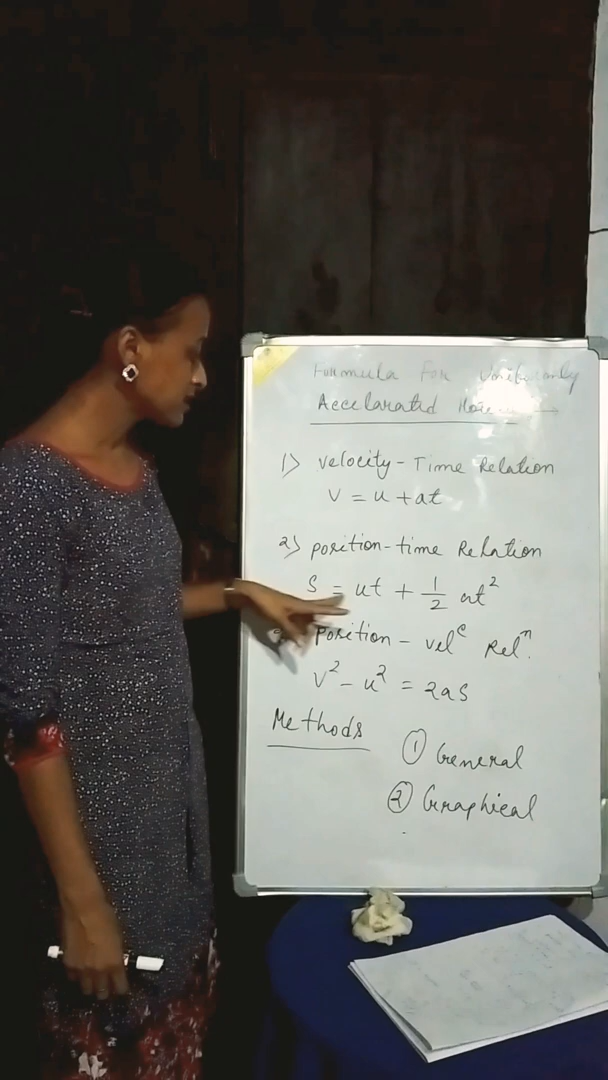 Formula For Uniformly
Accelarated
1) velocity - Time Relation
V = u + at
2) Position - time Relation
S = ut + 1/2 at²
Position - velᶜ Relⁿ.
V² - u² = 2as
Methods
① General
② Graphical